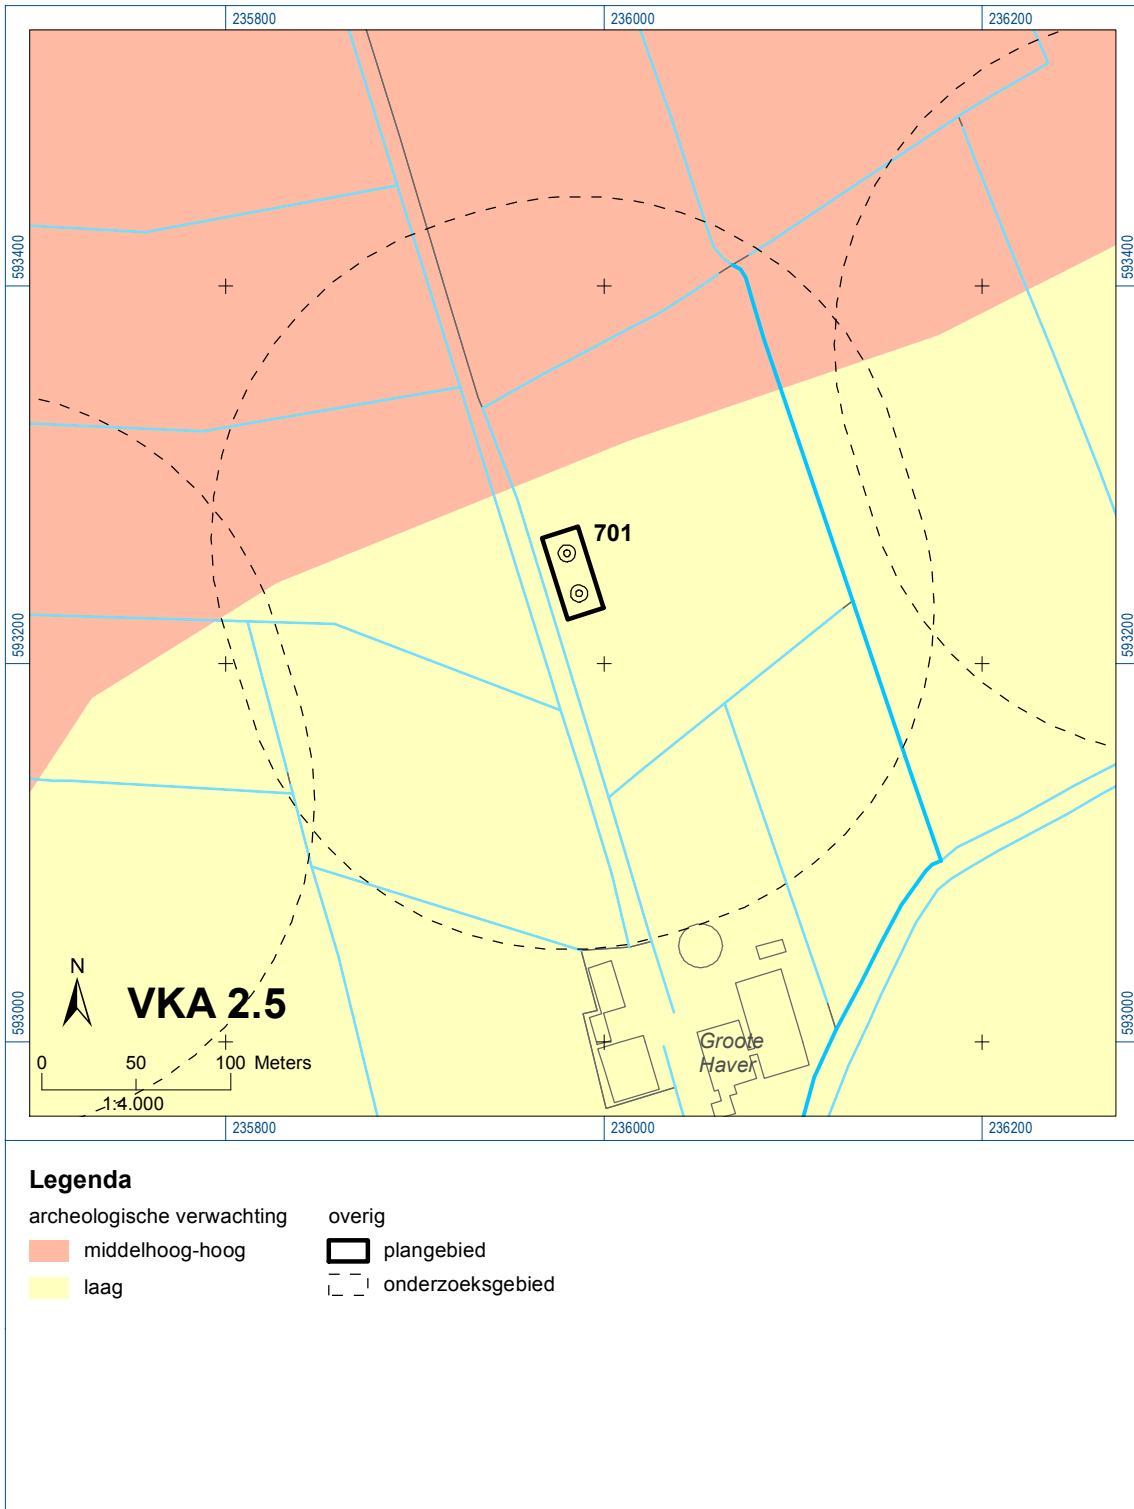 235800
236000
236200
593400
593400
701
593200
593200
N
VKA 2.5
593000
593000
0 50 100 Meters
1:4.000
Groote
Haver
235800
236000
236200
Legenda
archeologische verwachting
middelhoog-hoog
laag
overig
plangebied
onderzoeksgebied